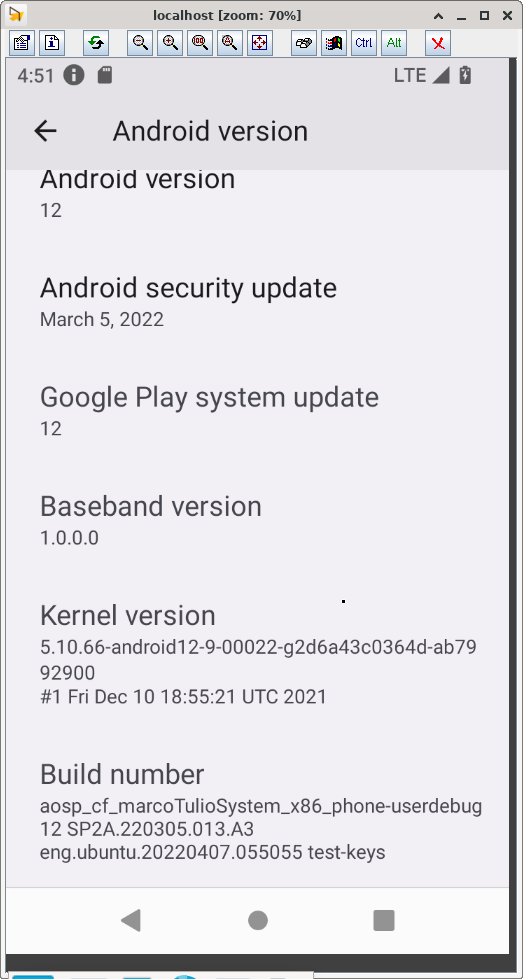 localhost [zoom: 70%]
Ctrl
Alt
4:51
LTE
Android version
Android version
12
Android security update
March 5, 2022
Google Play system update
12
Baseband version
1.0.0.0
Kernel version
5.10.66-android12-9-00022-g2d6a43c0364d-ab79
92900
#1 Fri Dec 10 18:55:21 UTC 2021
Build number
aosp_cf_marcoTulioSystem_x86_phone-userdebug
12 SP2A.220305.013.A3
eng.ubuntu.20220407.055055 test-keys